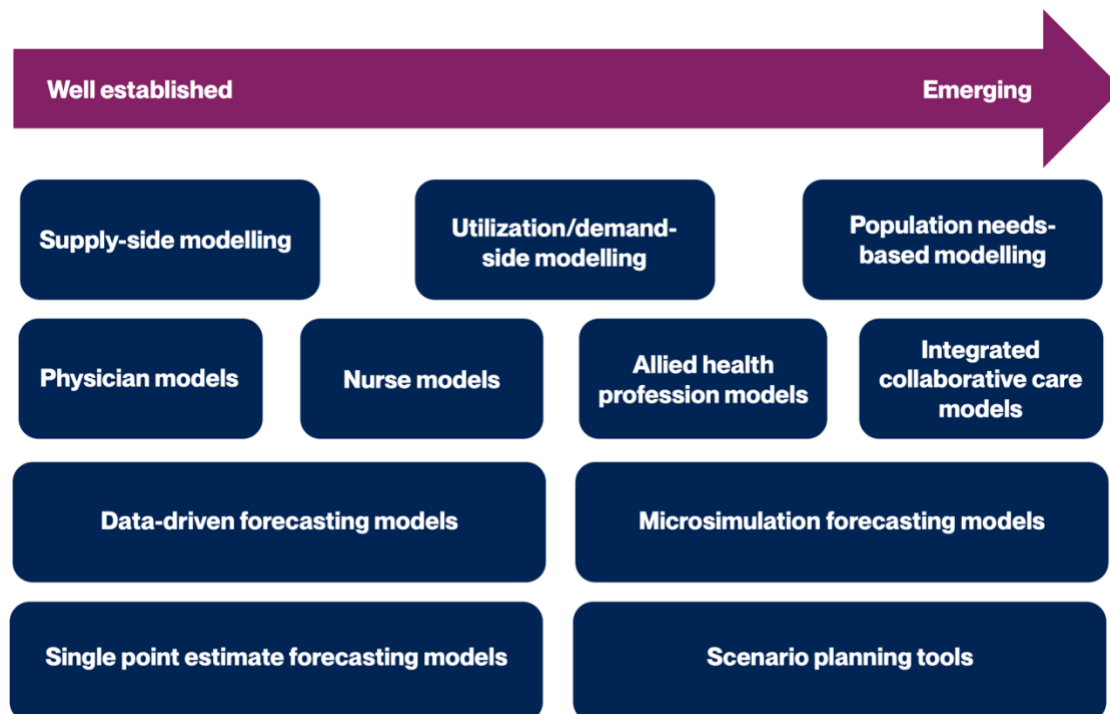 Well established
Emerging
Supply-side modelling
Utilization/demand-
side modelling
Population needs-
based modelling
Physician models
Nurse models
Allied health
profession models
Integrated
collaborative care
models
Data-driven forecasting models
Microsimulation forecasting models
Single point estimate forecasting models
Scenario planning tools